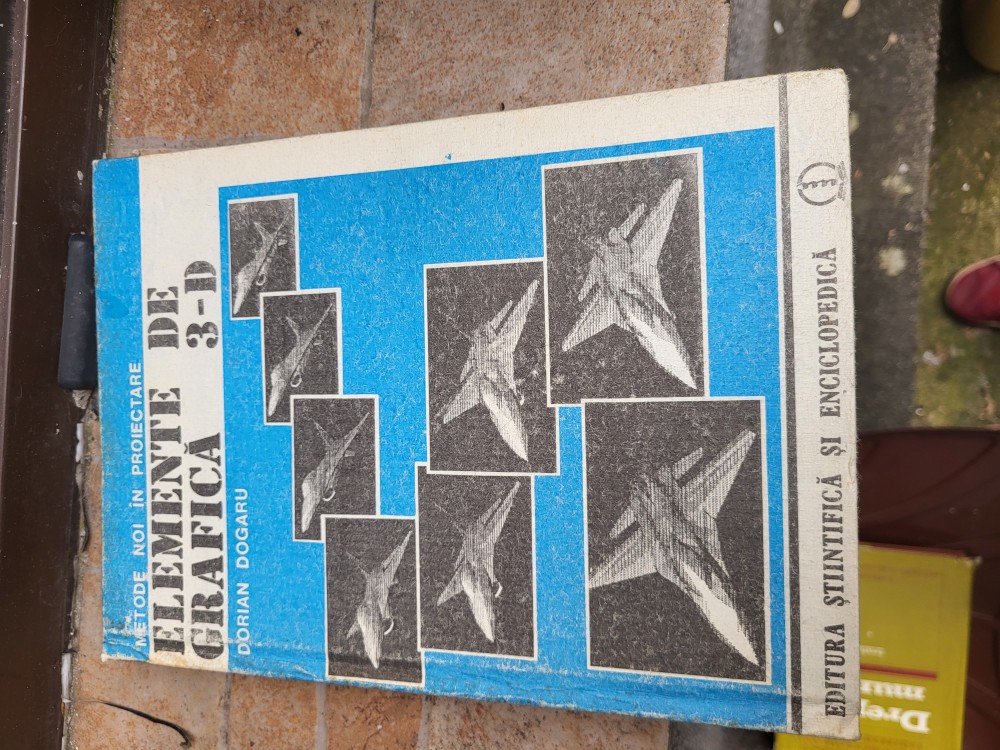 METODE NOI ÎN PROIECTARE
ELEMENTE DE
GRAFICĂ 3-D
DORIAN DOGARU
EDITURA ŞTIINŢIFICĂ ŞI ENCICLOPEDICĂ